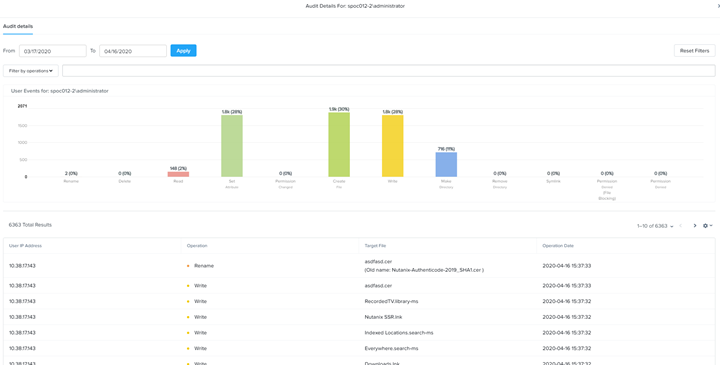 Audit Details For: spoc012-2\administrator
Audit details
From 03/17/2020 To 04/16/2020 Apply Reset Filters
Filter by operations
User Events for: spoc012-2\administrator
2071
1500
1000
500
0
2 (0%) 0 (0%) 148 (2%) 1.8k (28%) 0 (0%) 1.9k (30%) 1.8k (28%) 716 (11%) 0 (0%) 0 (0%) 0 (0%) 0 (0%)
Rename Delete Read Set Permission Create Write Make Remove Symlink Permission Permission
Changed File Directory Denied Denied
(File
Blocking)
6363 Total Results 1-10 of 6363
User IP Address Operation Target File Operation Date
10.38.17.143 Rename asdfasd.cer 2020-04-16 15:37:33
(Old name: Nutanix-Authenticode-2019_SHA1.cer )
10.38.17.143 Write asdfasd.cer 2020-04-16 15:37:33
10.38.17.143 Write RecordedTV.library-ms 2020-04-16 15:37:32
10.38.17.143 Write Nutanix SSR.lnk 2020-04-16 15:37:32
10.38.17.143 Write Indexed Locations.search-ms 2020-04-16 15:37:32
10.38.17.143 Write Everywhere.search-ms 2020-04-16 15:37:32
10.38.17.143 Write Downloads.lnk 2020-04-16 15:37:32